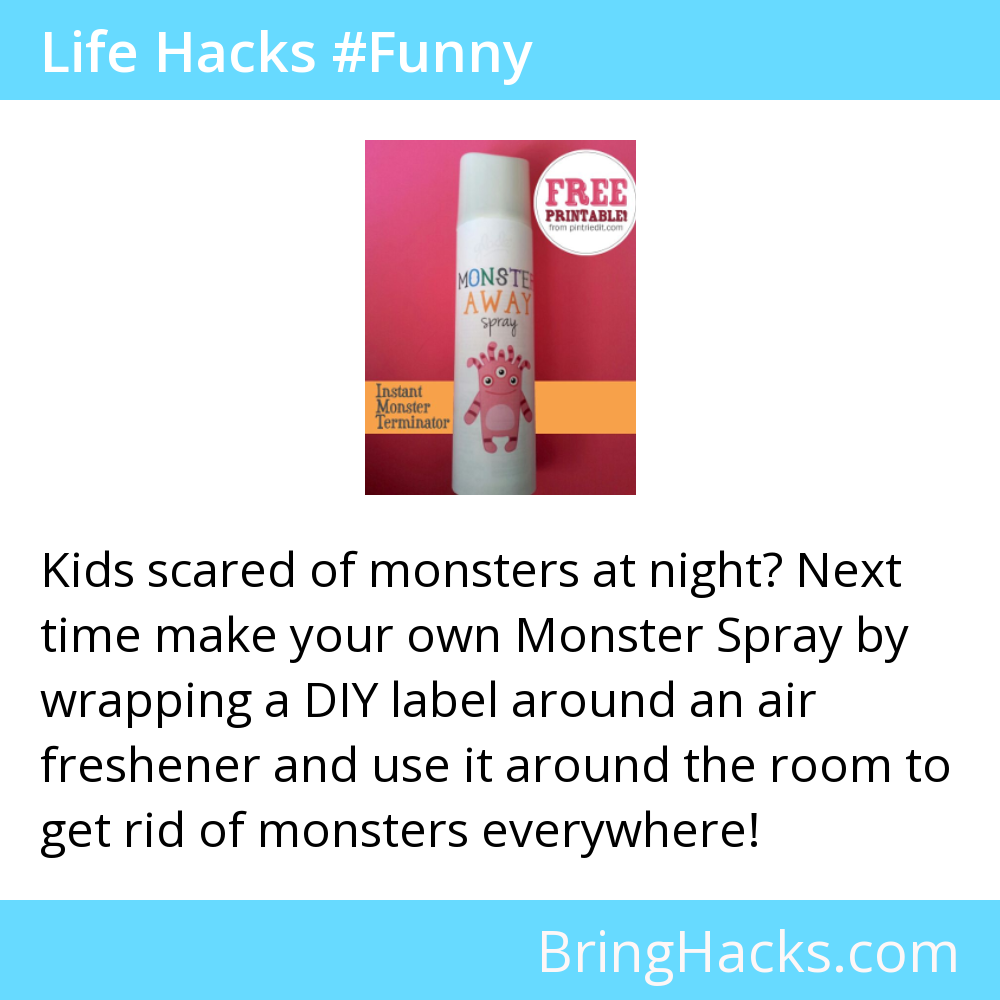 Life Hacks #Funny
FREE
PRINTABLE!
from pintriedit.com
MONSTE
AWAY
spray
Instant
Monster
Terminator
Kids scared of monsters at night? Next
time make your own Monster Spray by
wrapping a DIY label around an air
freshener and use it around the room to
get rid of monsters everywhere!
BringHacks.com